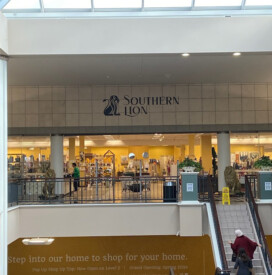 SOUTHERN
LION
Step into our home to shop for your home.